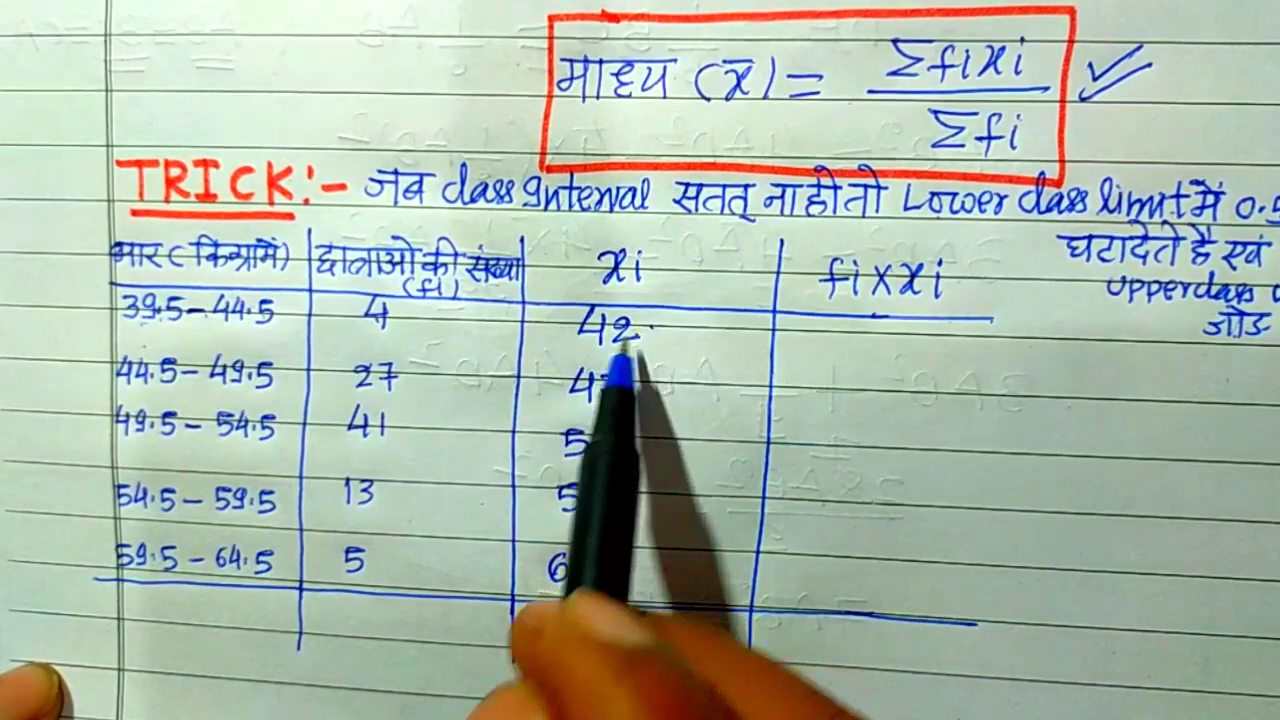 माध्य (x̄) = Σfixi / Σfi
TRICK:- जब class Interval सतत् ना हो तो Lower class limit में 0.5
घटा देते है एवं
upper class
जोड़
भार ( किग्रा में) छात्राओ की संख्या (fi) xi fi×xi
39.5 - 44.5 4 42
44.5 - 49.5 27
49.5 - 54.5 41
54.5 - 59.5 13
59.5 - 64.5 5